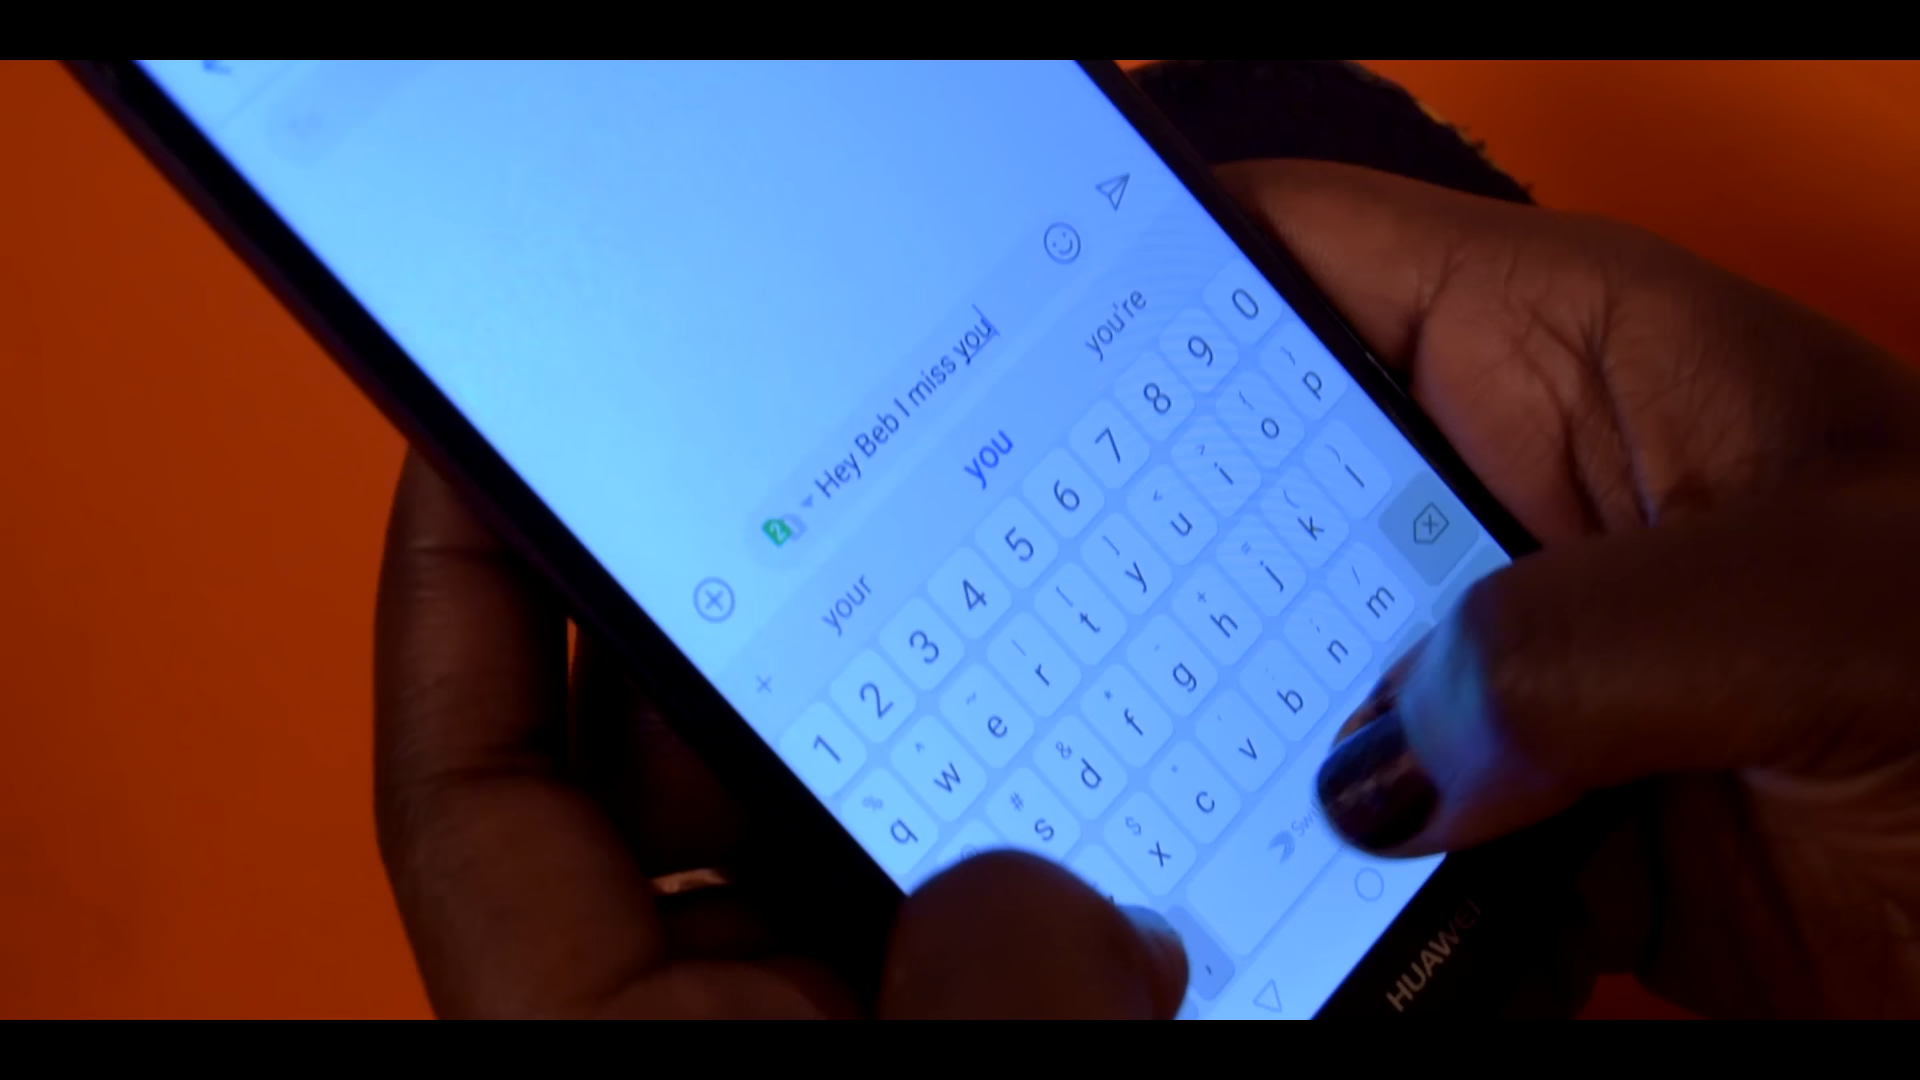 2 Hey Beb I miss you
your you you're
1 2 3 4 5 6 7 8 9 0
% ^ ~ | [ ] < > { }
q w e r t y u i o p
# & * - + = ( )
s d f g h j k l
$ " ' : ; /
x c v b n m
,
HUAWEI